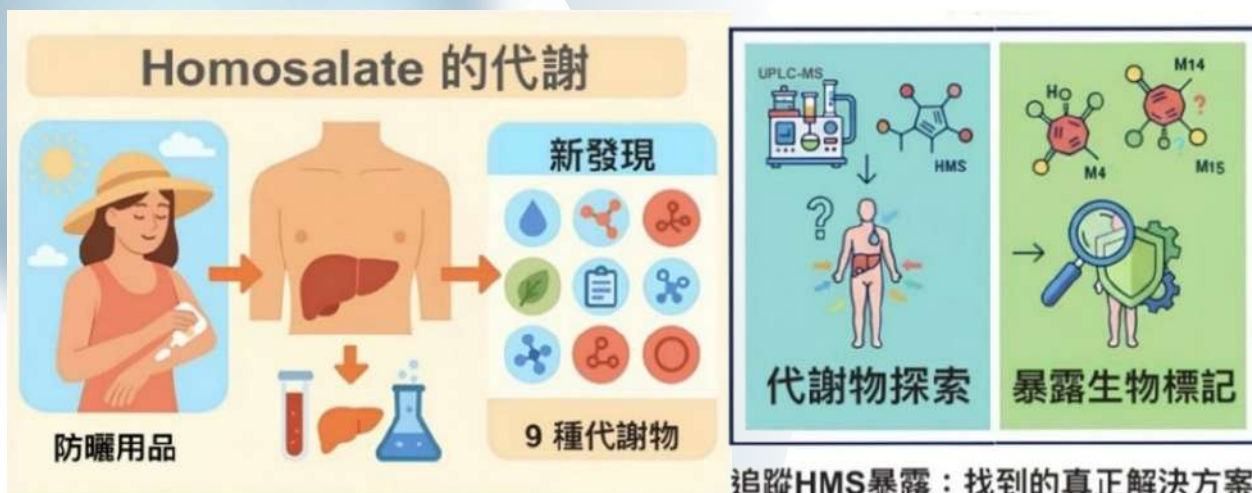 Homosalate 的代謝
防曬用品
新發現
9 種代謝物
UPLC-MS
HMS
代謝物探索
M14
HO
M4
M15
暴露生物標記
追蹤HMS暴露：找到的真正解決方案